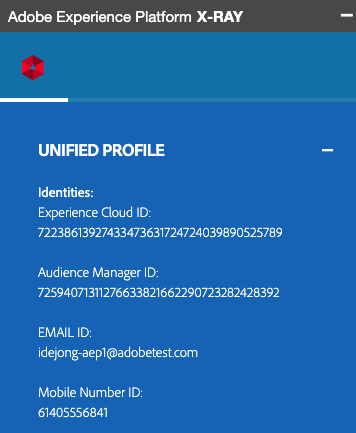 Adobe Experience Platform X-RAY
UNIFIED PROFILE
Identities:
Experience Cloud ID:
72238613927433473631724724039890525789
Audience Manager ID:
72594071311276633821662290723282428392
EMAIL ID:
idejong-aep1@adobetest.com
Mobile Number ID:
61405556841